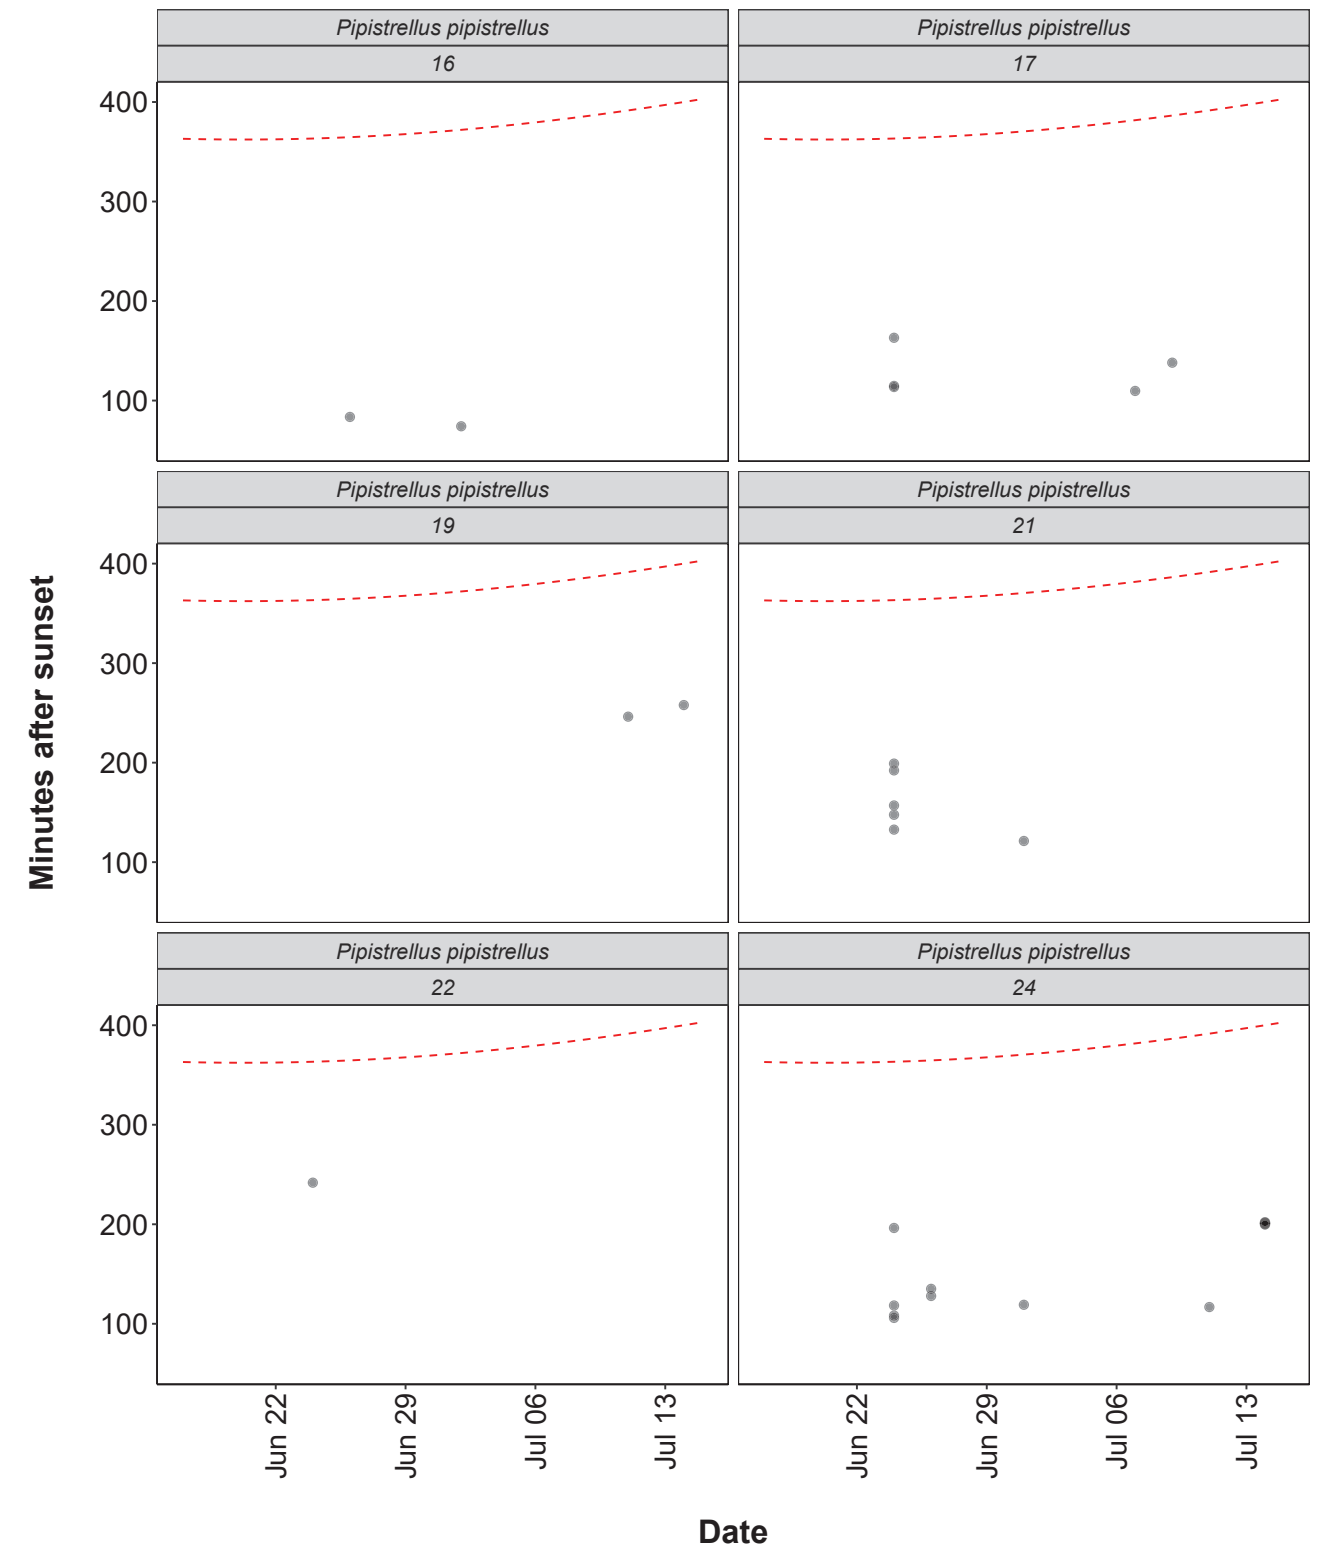 Pipistrellus pipistrellus
Pipistrellus pipistrellus
16
17
400
300
200
100
Pipistrellus pipistrellus
Pipistrellus pipistrellus
19
21
400
300
200
100
Minutes after sunset
Pipistrellus pipistrellus
Pipistrellus pipistrellus
22
24
400
300
200
100
Jun 22
Jun 29
Jul 06
Jul 13
Jun 22
Jun 29
Jul 06
Jul 13
Date